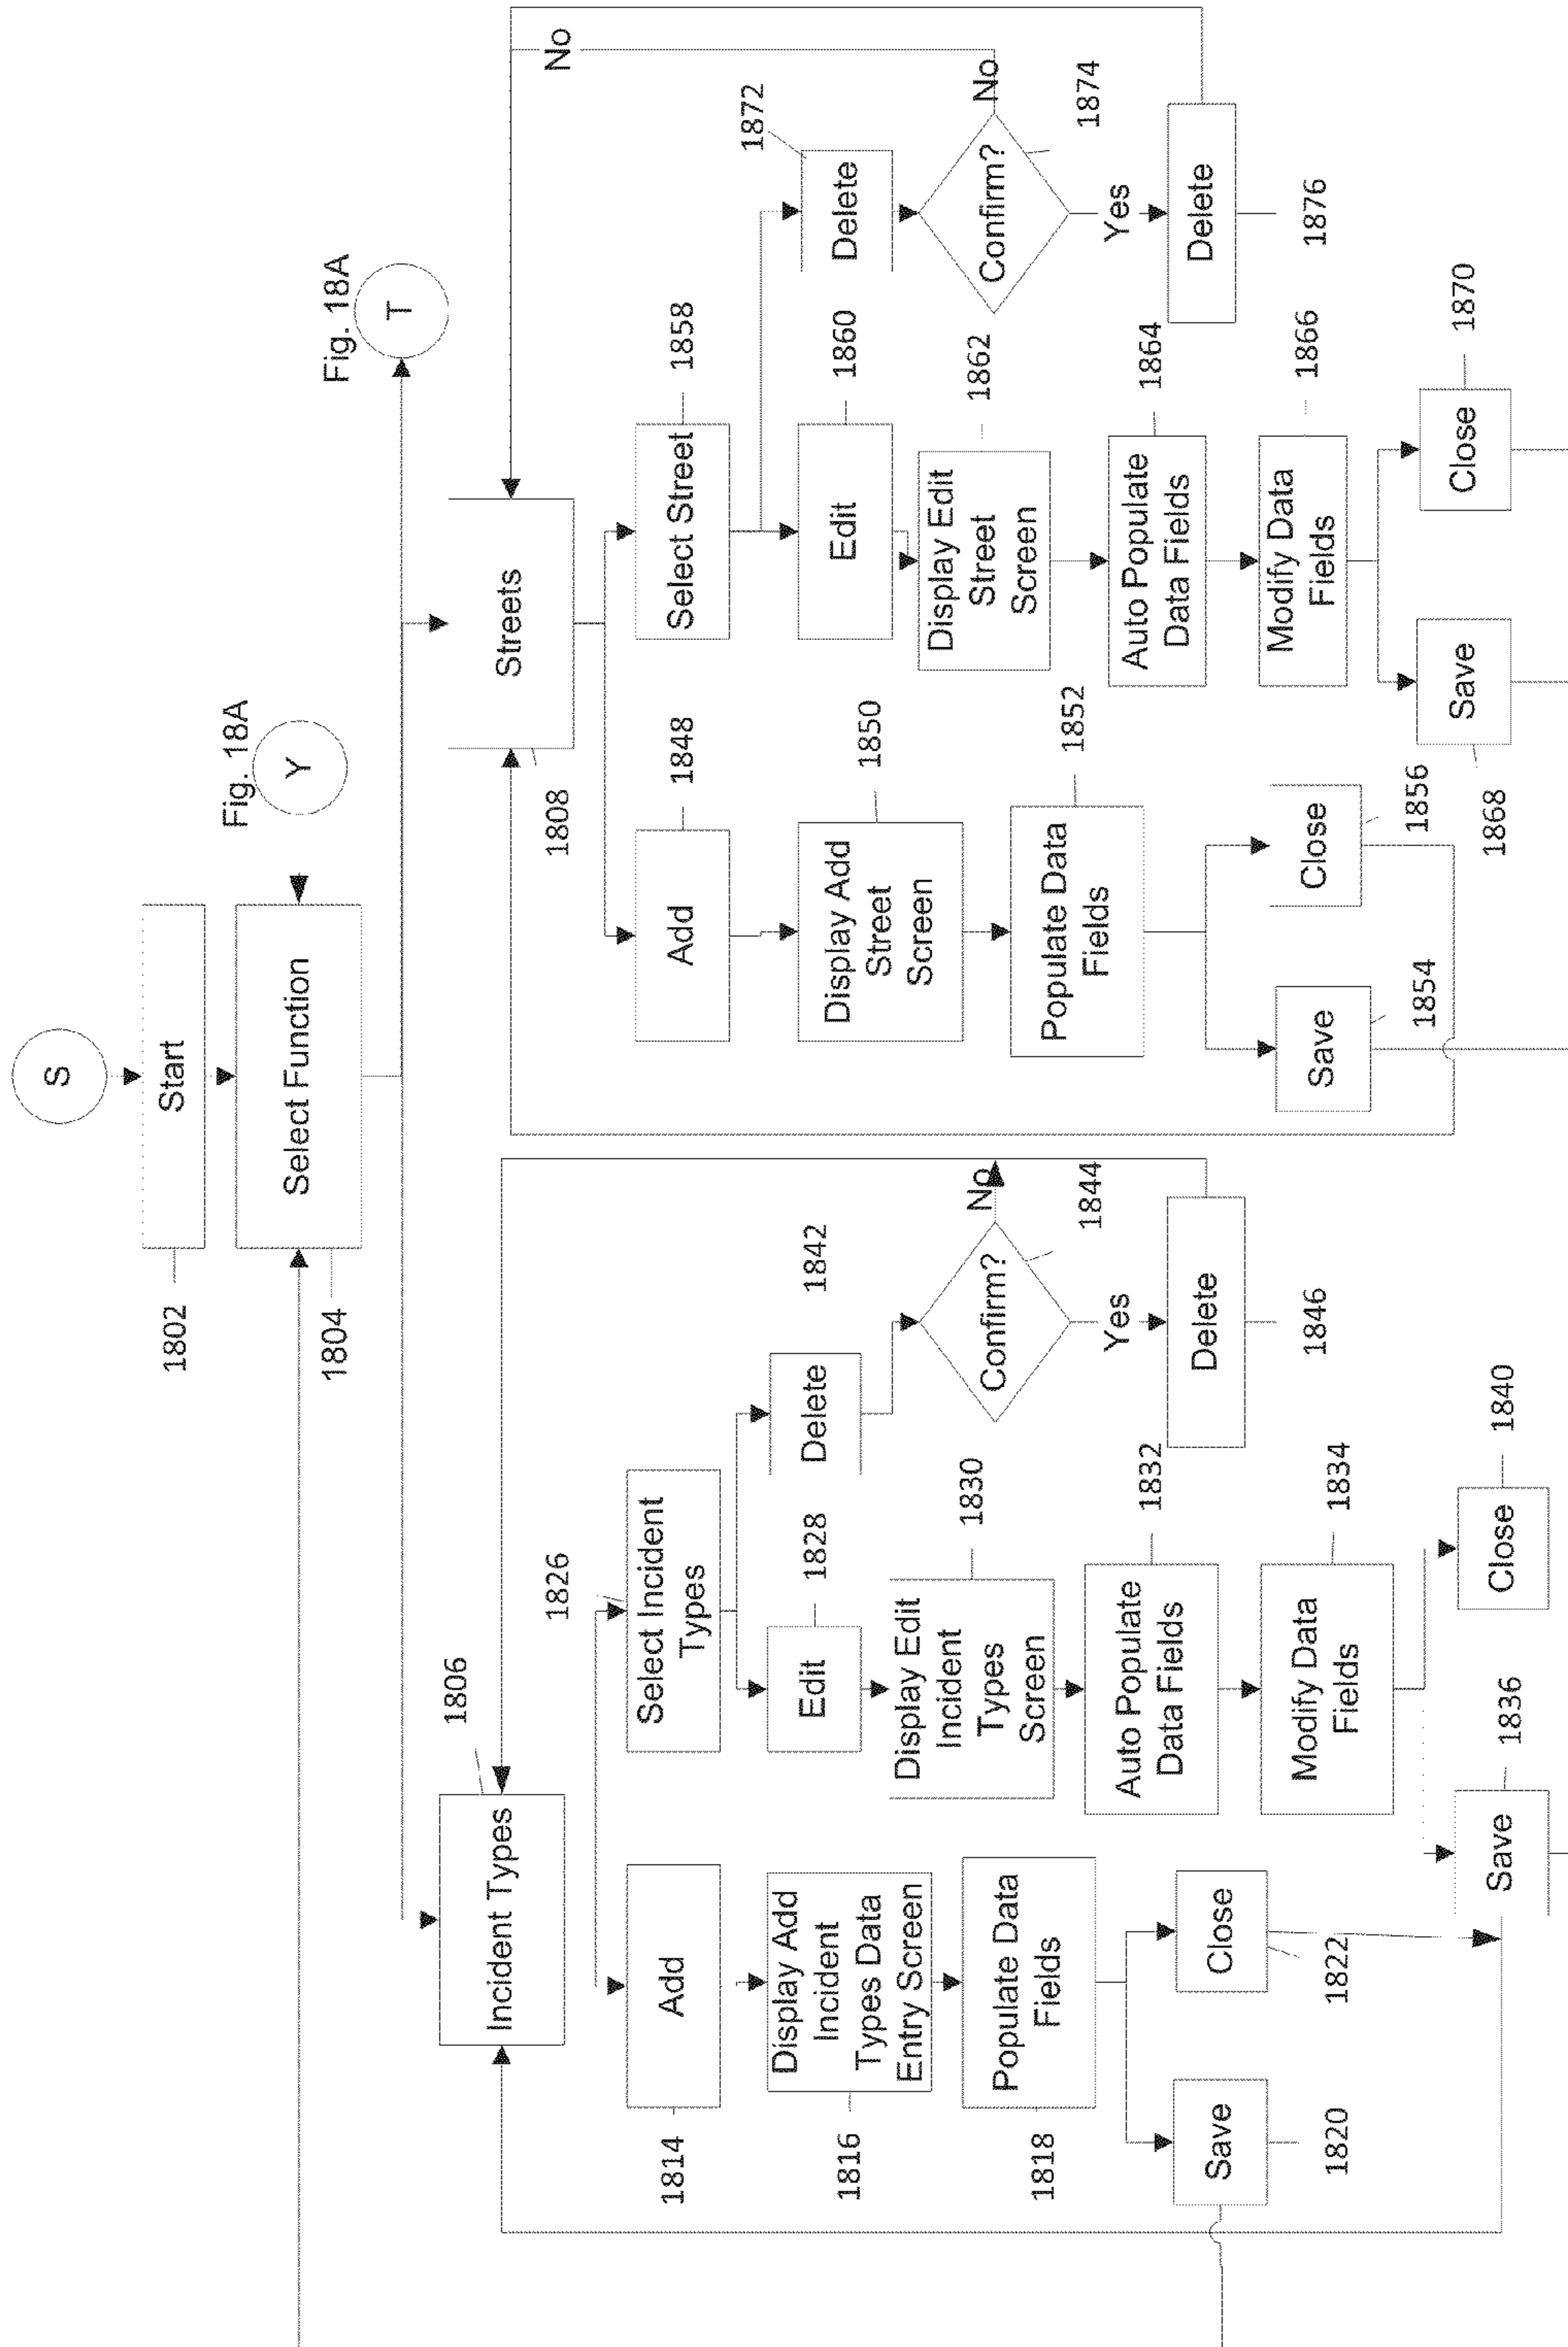 S
Start
1802
Select Function
1804
Fig. 18A
Y
Fig. 18A
T
Incident Types
1806
Add
1814
Display Add
Incident
Types Data
Entry Screen
1816
Populate Data
Fields
1818
Save
1820
Close
1822
Select Incident
Types
1826
Edit
1828
Display Edit
Incident
Types
Screen
1830
Auto Populate
Data Fields
1832
Modify Data
Fields
1834
Save
1836
Close
1840
Delete
1842
Confirm?
1844
No
Yes
Delete
1846
Streets
1808
Add
1848
Display Add
Street
Screen
1850
Populate Data
Fields
1852
Save
1854
Close
1856
Select Street
1858
Edit
1860
Display Edit
Street
Screen
1862
Auto Populate
Data Fields
1864
Modify Data
Fields
1866
Save
1868
Close
1870
Delete
1872
Confirm?
1874
No
No
Yes
Delete
1876